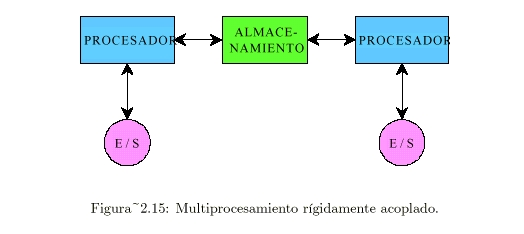 PROCESADOR
ALMACE-
NAMIENTO
PROCESADOR
E / S
E / S
Figura~2.15: Multiprocesamiento rígidamente acoplado.